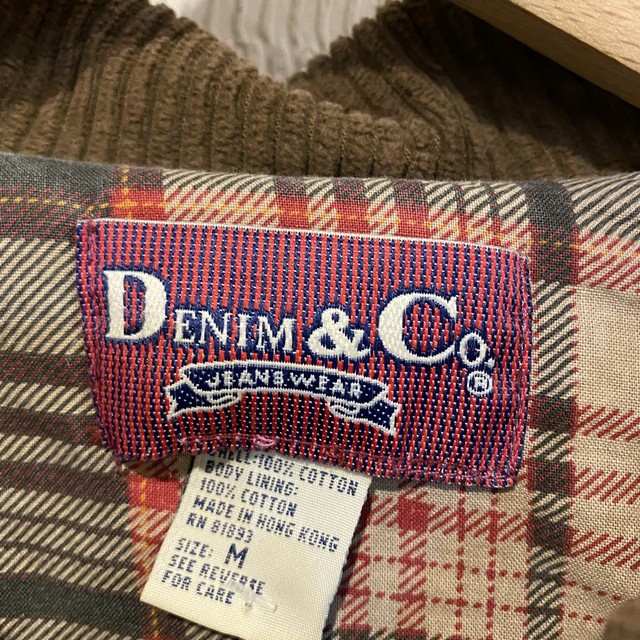 DENIM & Co.®
JEANSWEAR
SHELL: 100% COTTON
BODY LINING:
100% COTTON
MADE IN HONG KONG
RN 81093
SIZE: M
SEE REVERSE
FOR CARE